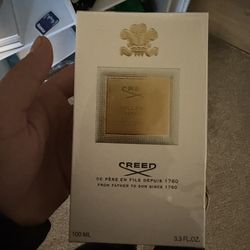 CREED
DE PÈRE EN FILS DEPUIS 1760
FROM FATHER TO SON SINCE 1760
100 ML 3.3 FL.OZ.